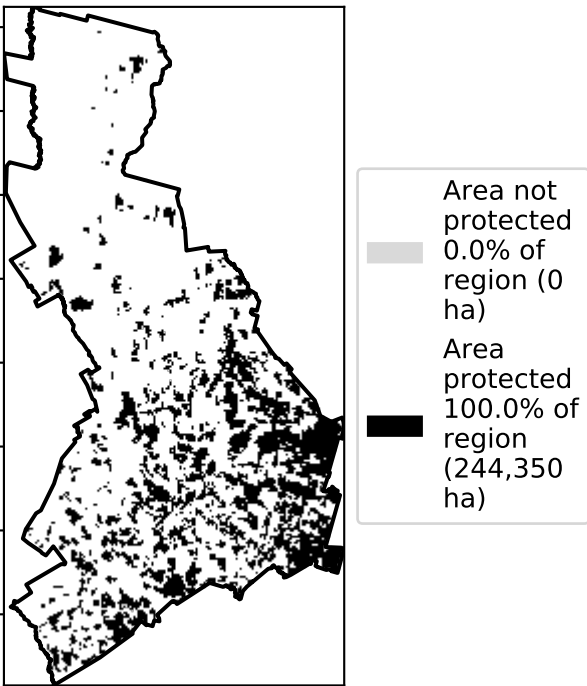 Area not
protected
0.0% of
region (0
ha)
Area
protected
100.0% of
region
(244,350
ha)